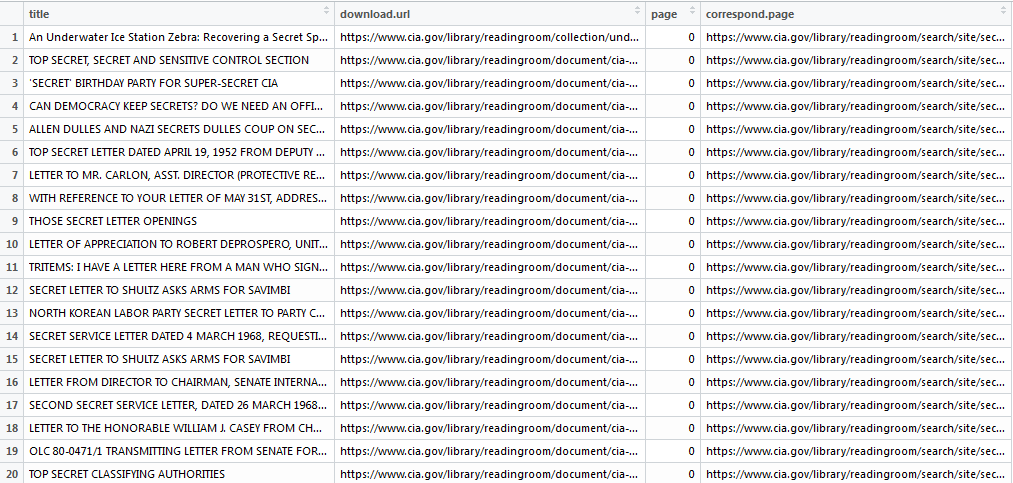 title download.url page correspond.page
1 An Underwater Ice Station Zebra: Recovering a Secret Sp... https://www.cia.gov/library/readingroom/collection/und... 0 https://www.cia.gov/library/readingroom/search/site/sec...
2 TOP SECRET, SECRET AND SENSITIVE CONTROL SECTION https://www.cia.gov/library/readingroom/document/cia-... 0 https://www.cia.gov/library/readingroom/search/site/sec...
3 'SECRET' BIRTHDAY PARTY FOR SUPER-SECRET CIA https://www.cia.gov/library/readingroom/document/cia-... 0 https://www.cia.gov/library/readingroom/search/site/sec...
4 CAN DEMOCRACY KEEP SECRETS? DO WE NEED AN OFFI... https://www.cia.gov/library/readingroom/document/cia-... 0 https://www.cia.gov/library/readingroom/search/site/sec...
5 ALLEN DULLES AND NAZI SECRETS DULLES COUP ON SEC... https://www.cia.gov/library/readingroom/document/cia-... 0 https://www.cia.gov/library/readingroom/search/site/sec...
6 TOP SECRET LETTER DATED APRIL 19, 1952 FROM DEPUTY ... https://www.cia.gov/library/readingroom/document/cia-... 0 https://www.cia.gov/library/readingroom/search/site/sec...
7 LETTER TO MR. CARLON, ASST. DIRECTOR (PROTECTIVE RE... https://www.cia.gov/library/readingroom/document/cia-... 0 https://www.cia.gov/library/readingroom/search/site/sec...
8 WITH REFERENCE TO YOUR LETTER OF MAY 31ST, ADDRES... https://www.cia.gov/library/readingroom/document/cia-... 0 https://www.cia.gov/library/readingroom/search/site/sec...
9 THOSE SECRET LETTER OPENINGS https://www.cia.gov/library/readingroom/document/cia-... 0 https://www.cia.gov/library/readingroom/search/site/sec...
10 LETTER OF APPRECIATION TO ROBERT DEPROSPERO, UNIT... https://www.cia.gov/library/readingroom/document/cia-... 0 https://www.cia.gov/library/readingroom/search/site/sec...
11 TRITEMS: I HAVE A LETTER HERE FROM A MAN WHO SIGN... https://www.cia.gov/library/readingroom/document/cia-... 0 https://www.cia.gov/library/readingroom/search/site/sec...
12 SECRET LETTER TO SHULTZ ASKS ARMS FOR SAVIMBI https://www.cia.gov/library/readingroom/document/cia-... 0 https://www.cia.gov/library/readingroom/search/site/sec...
13 NORTH KOREAN LABOR PARTY SECRET LETTER TO PARTY C... https://www.cia.gov/library/readingroom/document/cia-... 0 https://www.cia.gov/library/readingroom/search/site/sec...
14 SECRET SERVICE LETTER DATED 4 MARCH 1968, REQUESTI... https://www.cia.gov/library/readingroom/document/cia-... 0 https://www.cia.gov/library/readingroom/search/site/sec...
15 SECRET LETTER TO SHULTZ ASKS ARMS FOR SAVIMBI https://www.cia.gov/library/readingroom/document/cia-... 0 https://www.cia.gov/library/readingroom/search/site/sec...
16 LETTER FROM DIRECTOR TO CHAIRMAN, SENATE INTERNA... https://www.cia.gov/library/readingroom/document/cia-... 0 https://www.cia.gov/library/readingroom/search/site/sec...
17 SECOND SECRET SERVICE LETTER, DATED 26 MARCH 1968... https://www.cia.gov/library/readingroom/document/cia-... 0 https://www.cia.gov/library/readingroom/search/site/sec...
18 LETTER TO THE HONORABLE WILLIAM J. CASEY FROM CH... https://www.cia.gov/library/readingroom/document/cia-... 0 https://www.cia.gov/library/readingroom/search/site/sec...
19 OLC 80-0471/1 TRANSMITTING LETTER FROM SENATE FOR... https://www.cia.gov/library/readingroom/document/cia-... 0 https://www.cia.gov/library/readingroom/search/site/sec...
20 TOP SECRET CLASSIFYING AUTHORITIES https://www.cia.gov/library/readingroom/document/cia-... 0 https://www.cia.gov/library/readingroom/search/site/sec...